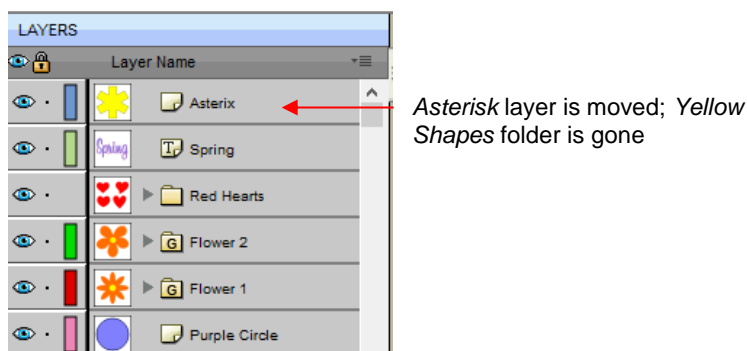 LAYERS
Layer Name
Asterix
Asterisk layer is moved; Yellow
Shapes folder is gone
Spring
T
Spring
Red Hearts
G
Flower 2
G
Flower 1
Purple Circle